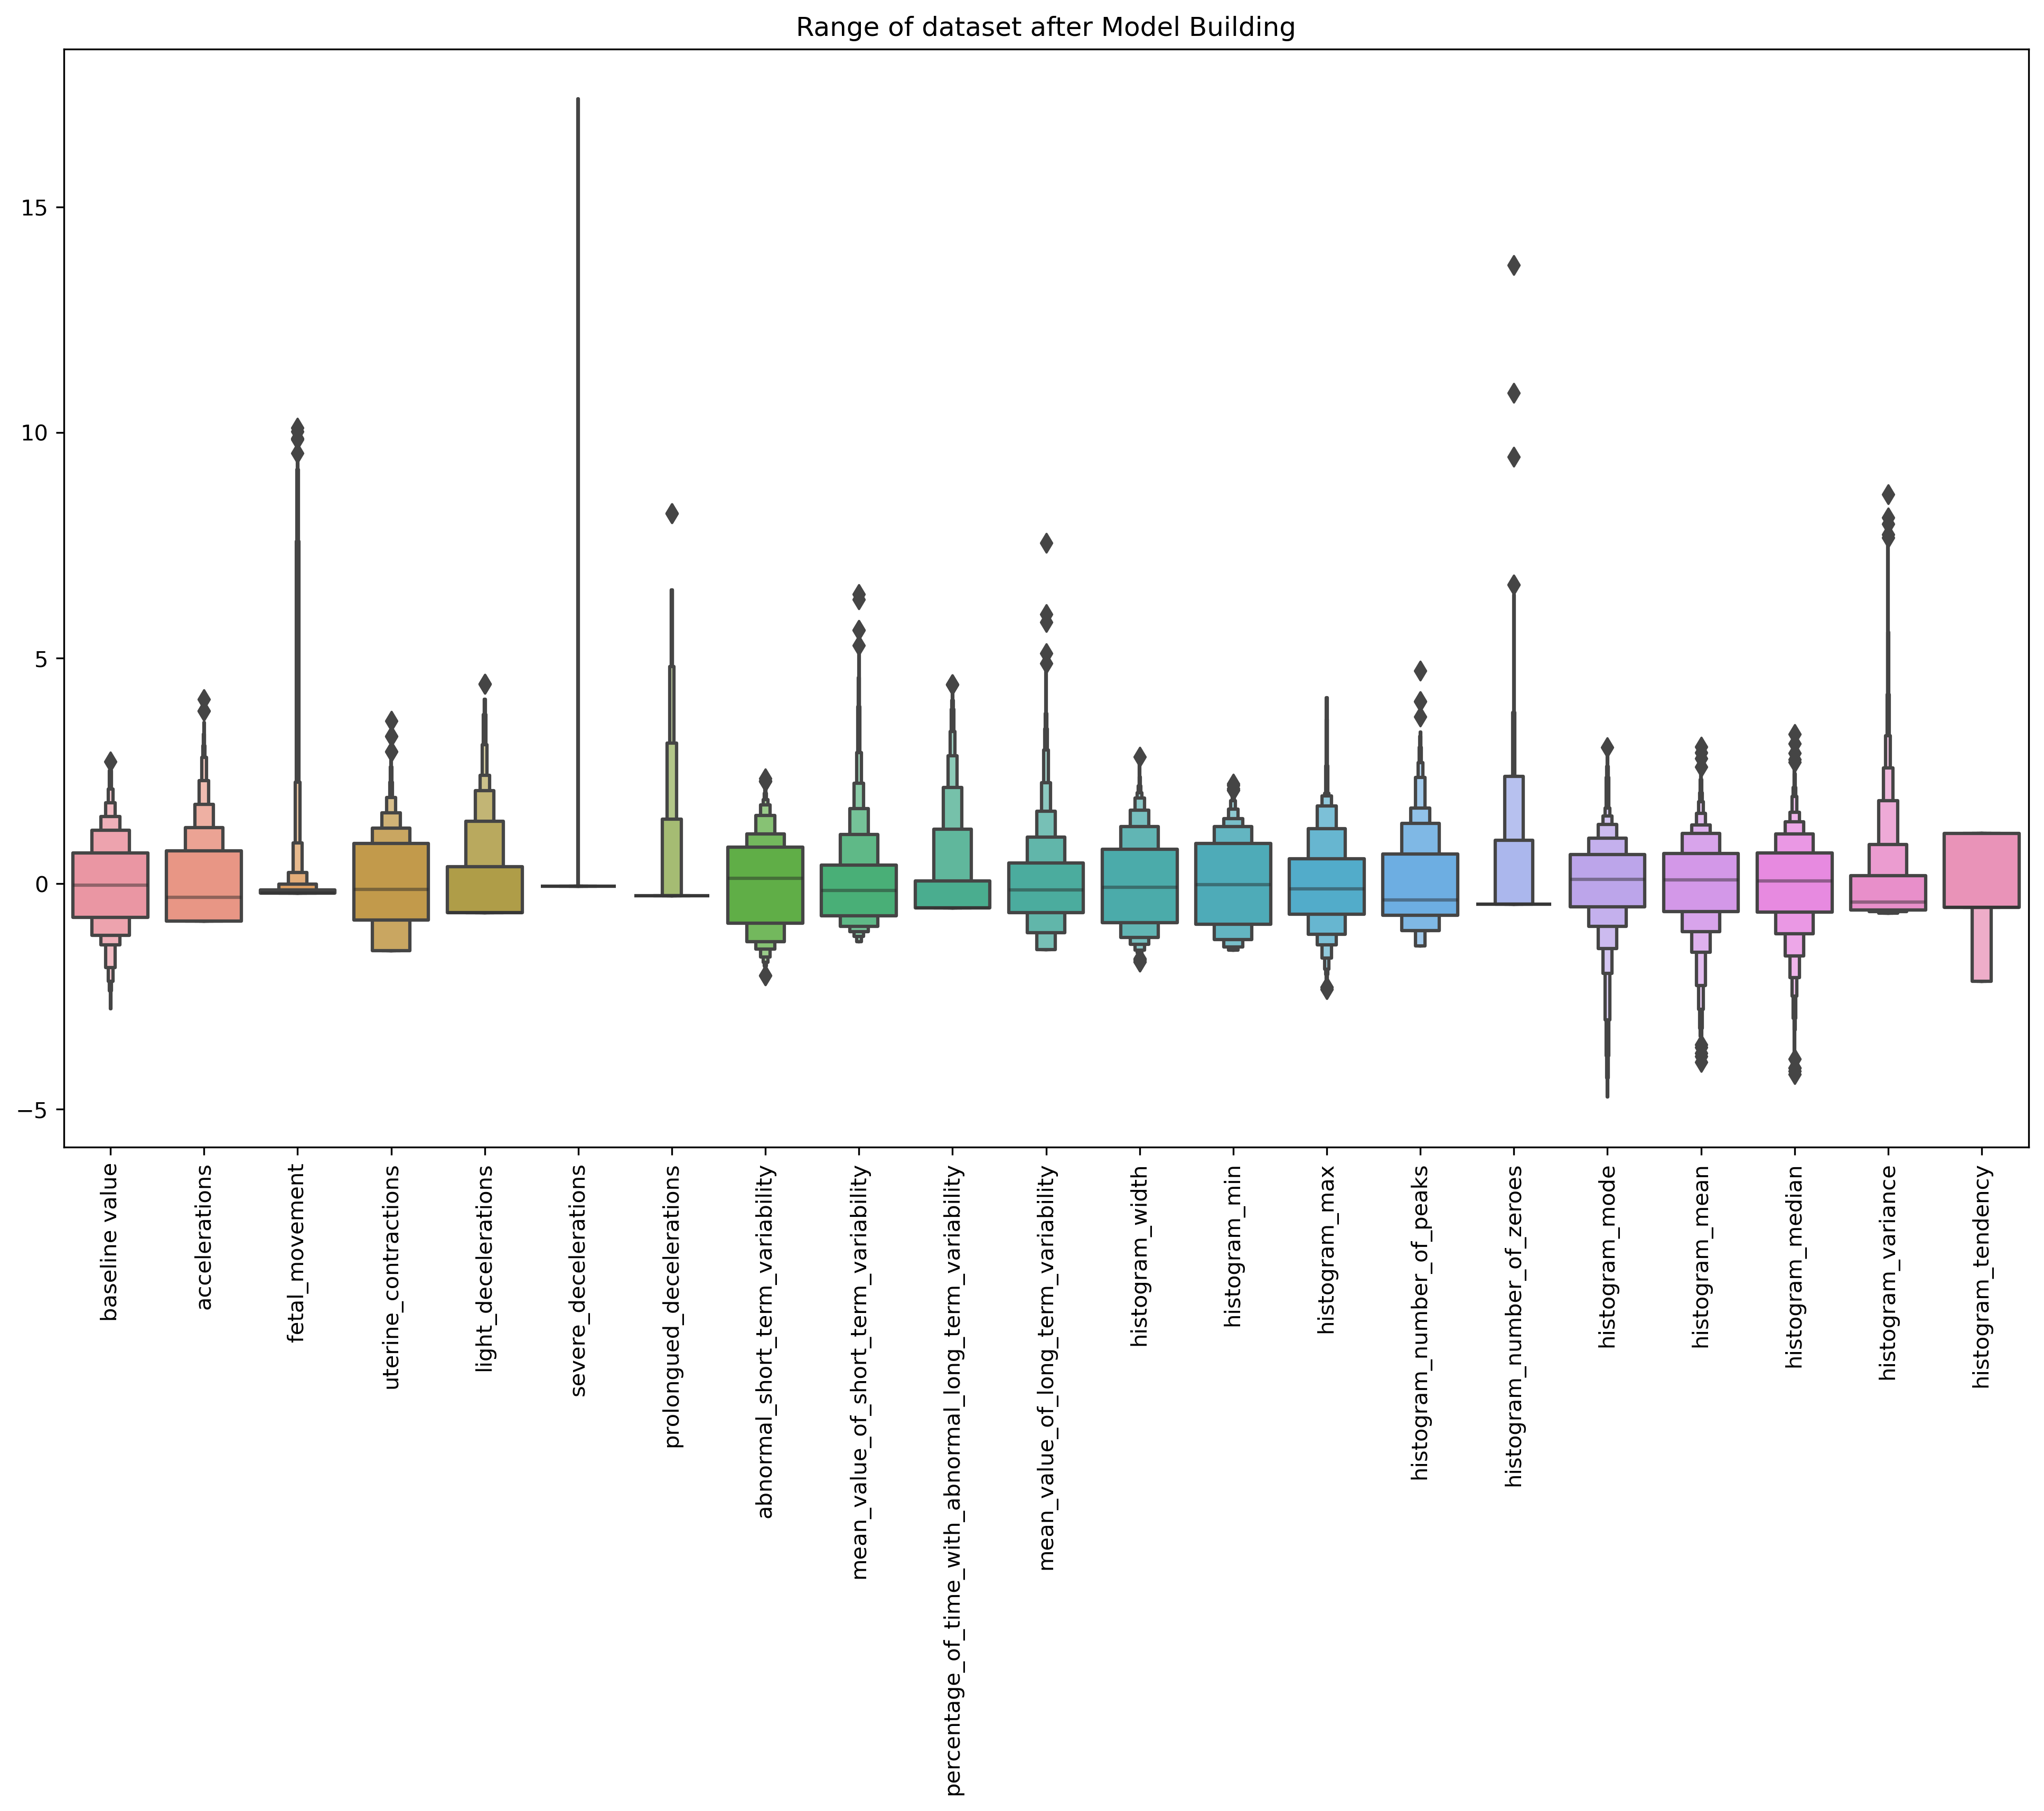 Range of dataset after Model Building
15
10
5
0
−5
baseline value
accelerations
fetal_movement
uterine_contractions
light_decelerations
severe_decelerations
prolongued_decelerations
abnormal_short_term_variability
mean_value_of_short_term_variability
percentage_of_time_with_abnormal_long_term_variability
mean_value_of_long_term_variability
histogram_width
histogram_min
histogram_max
histogram_number_of_peaks
histogram_number_of_zeroes
histogram_mode
histogram_mean
histogram_median
histogram_variance
histogram_tendency